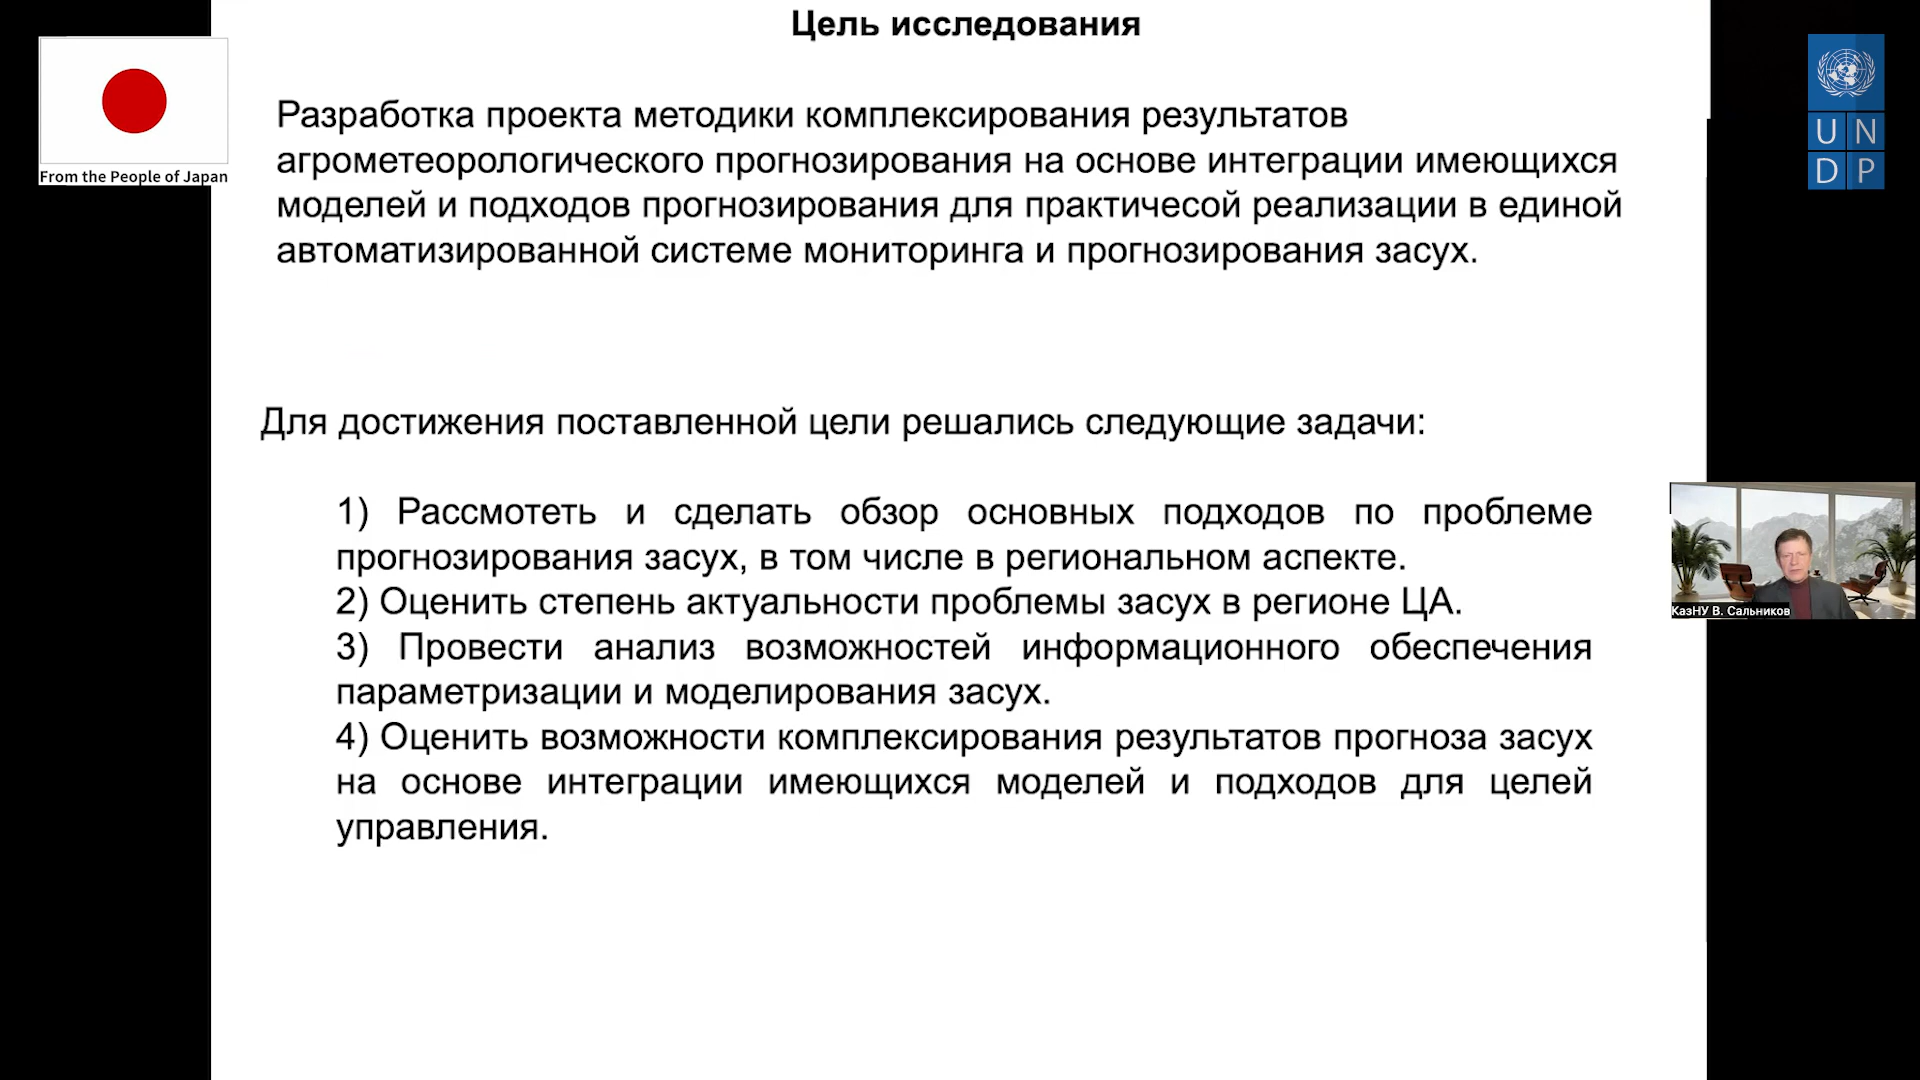 Цель исследования
From the People of Japan
U N
D P
Разработка проекта методики комплексирования результатов
агрометеорологического прогнозирования на основе интеграции имеющихся
моделей и подходов прогнозирования для практичесой реализации в единой
автоматизированной системе мониторинга и прогнозирования засух.
Для достижения поставленной цели решались следующие задачи:
1) Рассмотеть и сделать обзор основных подходов по проблеме
прогнозирования засух, в том числе в региональном аспекте.
2) Оценить степень актуальности проблемы засух в регионе ЦА.
3) Провести анализ возможностей информационного обеспечения
параметризации и моделирования засух.
4) Оценить возможности комплексирования результатов прогноза засух
на основе интеграции имеющихся моделей и подходов для целей
управления.
КазНУ В. Сальников